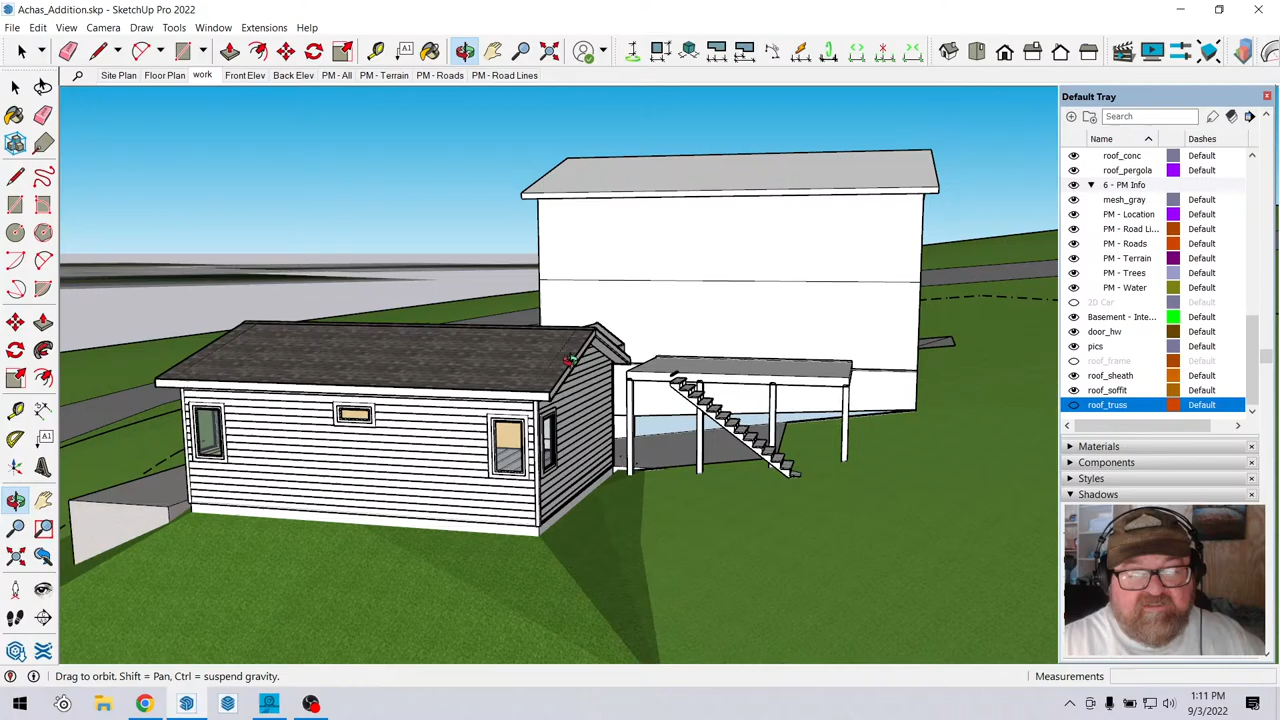 Achas_Addition.skp - SketchUp Pro 2022
File Edit View Camera Draw Tools Window Extensions Help
Site Plan Floor Plan work Front Elev Back Elev PM - All PM - Terrain PM - Roads PM - Road Lines
Default Tray
Search
Name Dashes
roof_conc Default
roof_pergola Default
6 - PM Info
mesh_gray Default
PM - Location Default
PM - Road Li... Default
PM - Roads Default
PM - Terrain Default
PM - Trees Default
PM - Water Default
2D Car Default
Basement - Inte... Default
door_hw Default
pics Default
roof_frame Default
roof_sheath Default
roof_soffit Default
roof_truss Default
Materials
Components
Styles
Shadows
Drag to orbit. Shift = Pan, Ctrl = suspend gravity.
Measurements
1:11 PM
9/3/2022